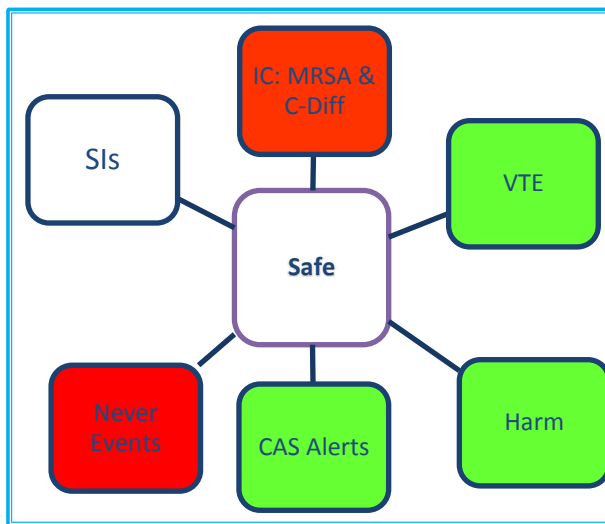 IC: MRSA &
C-Diff
SIs
VTE
Safe
Never
Events
CAS Alerts
Harm